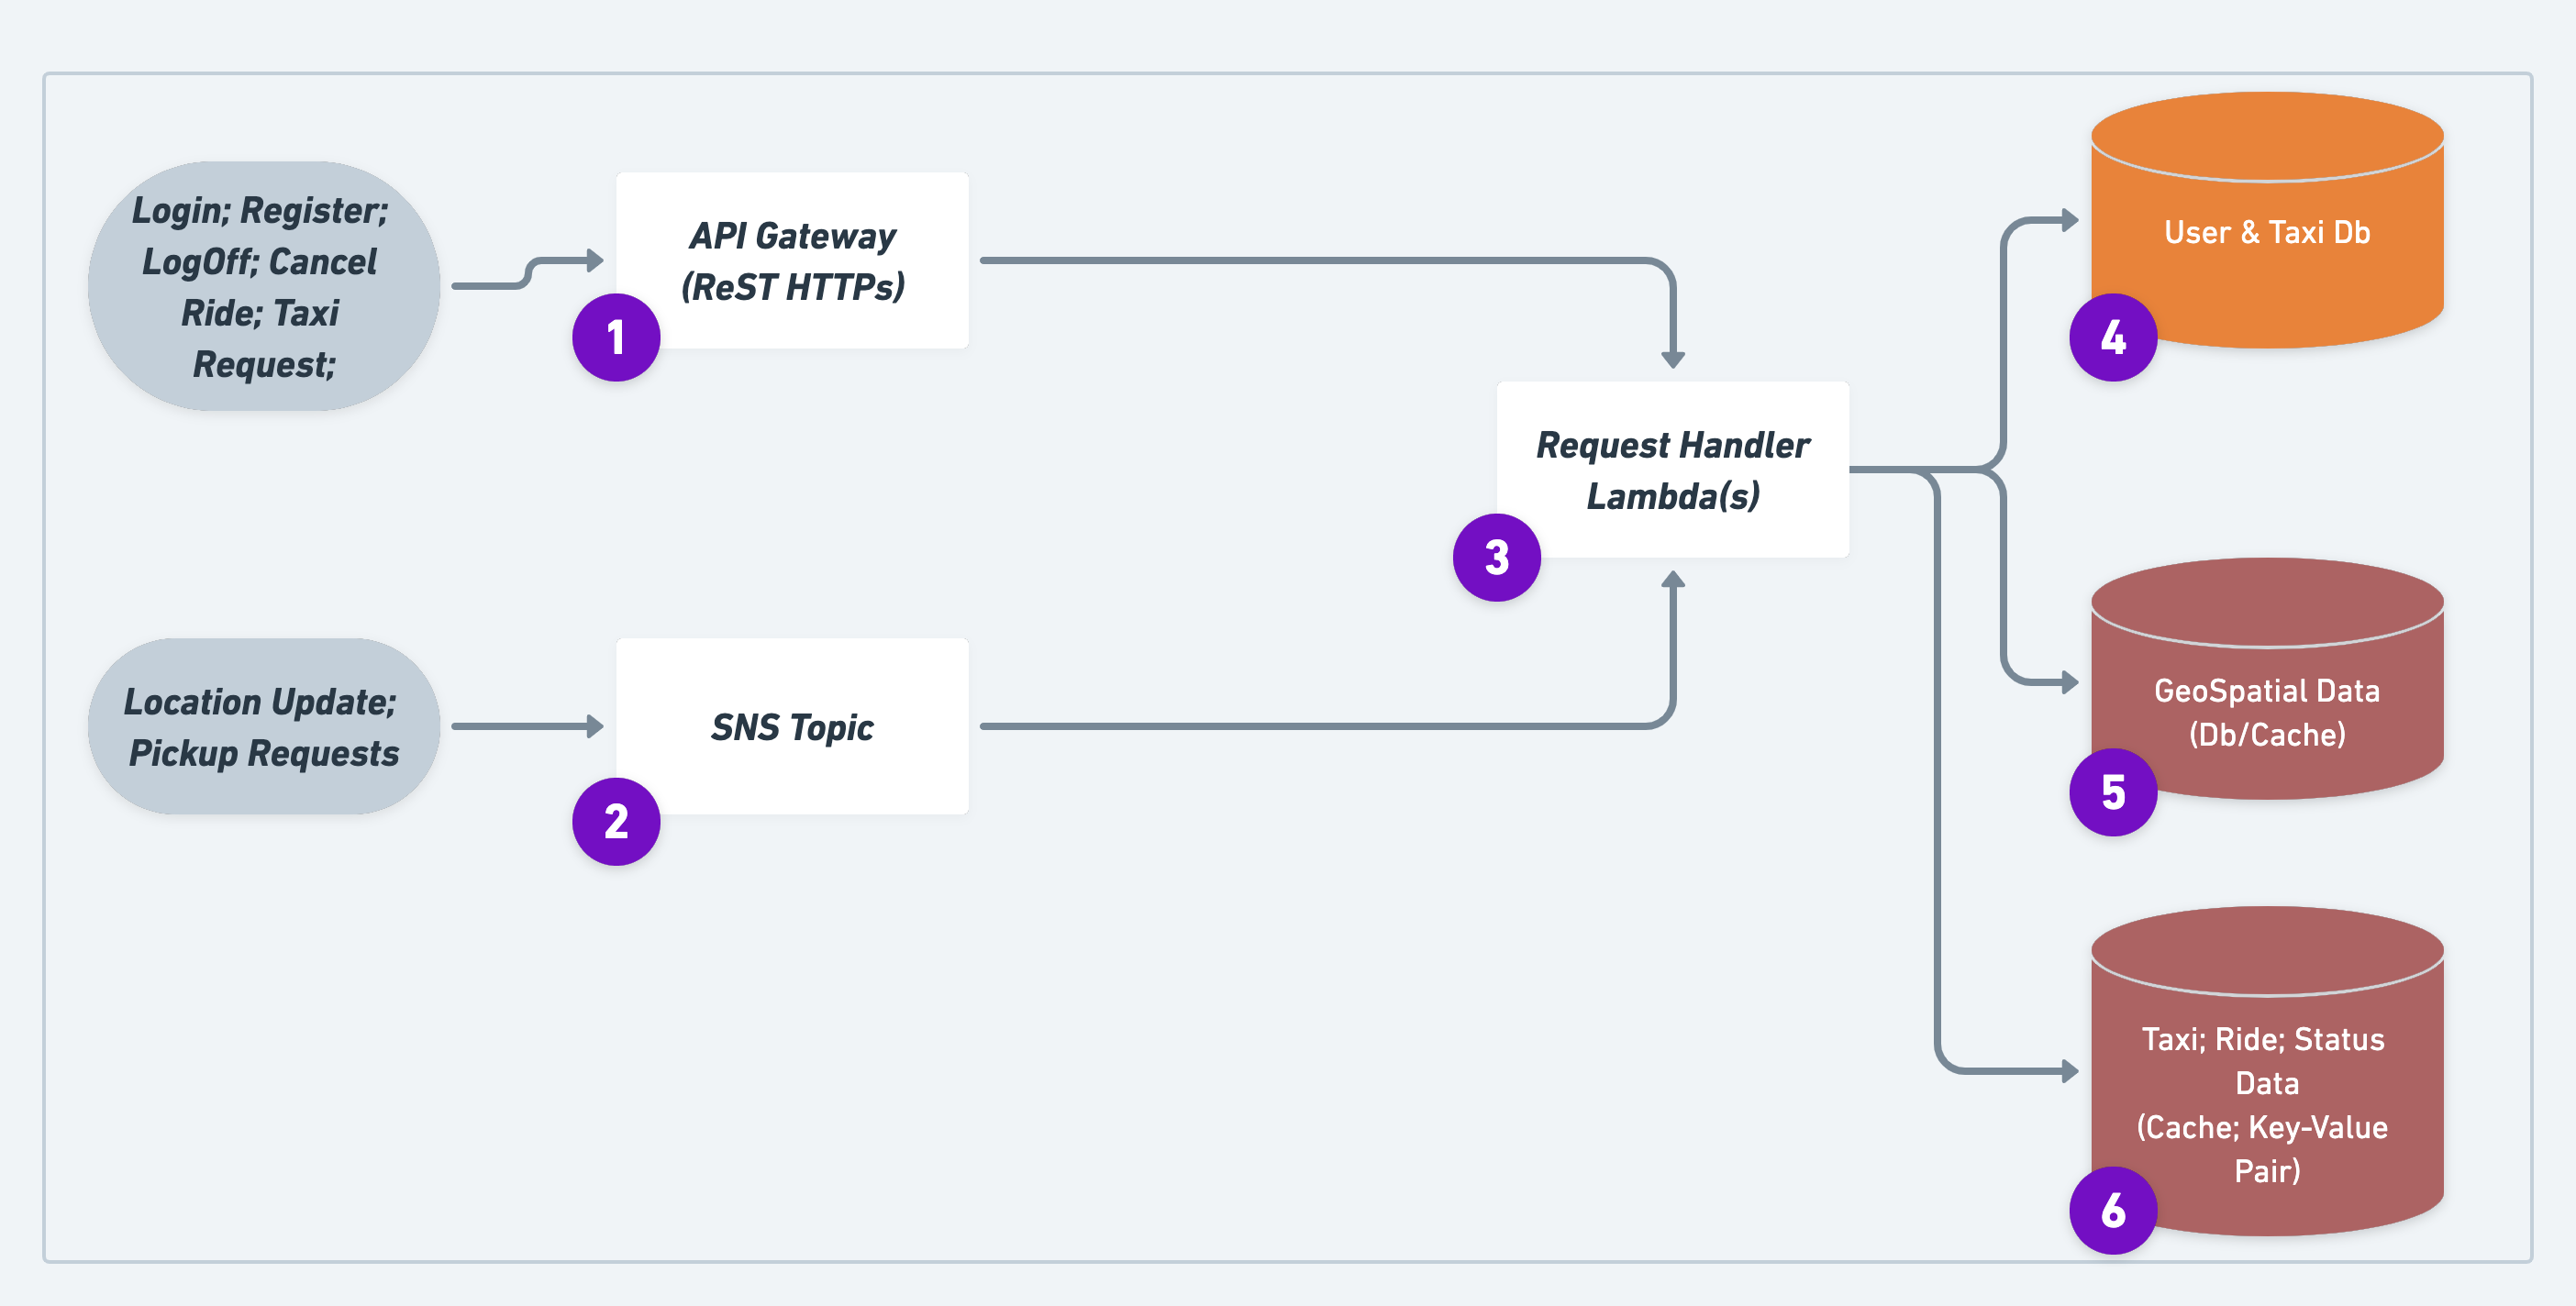 Login; Register;
LogOff; Cancel
Ride; Taxi
Request;
API Gateway
(ReST HTTPs)
1
Location Update;
Pickup Requests
SNS Topic
2
Request Handler
Lambda(s)
3
User & Taxi Db
4
GeoSpatial Data
(Db/Cache)
5
Taxi; Ride; Status
Data
(Cache; Key-Value
Pair)
6